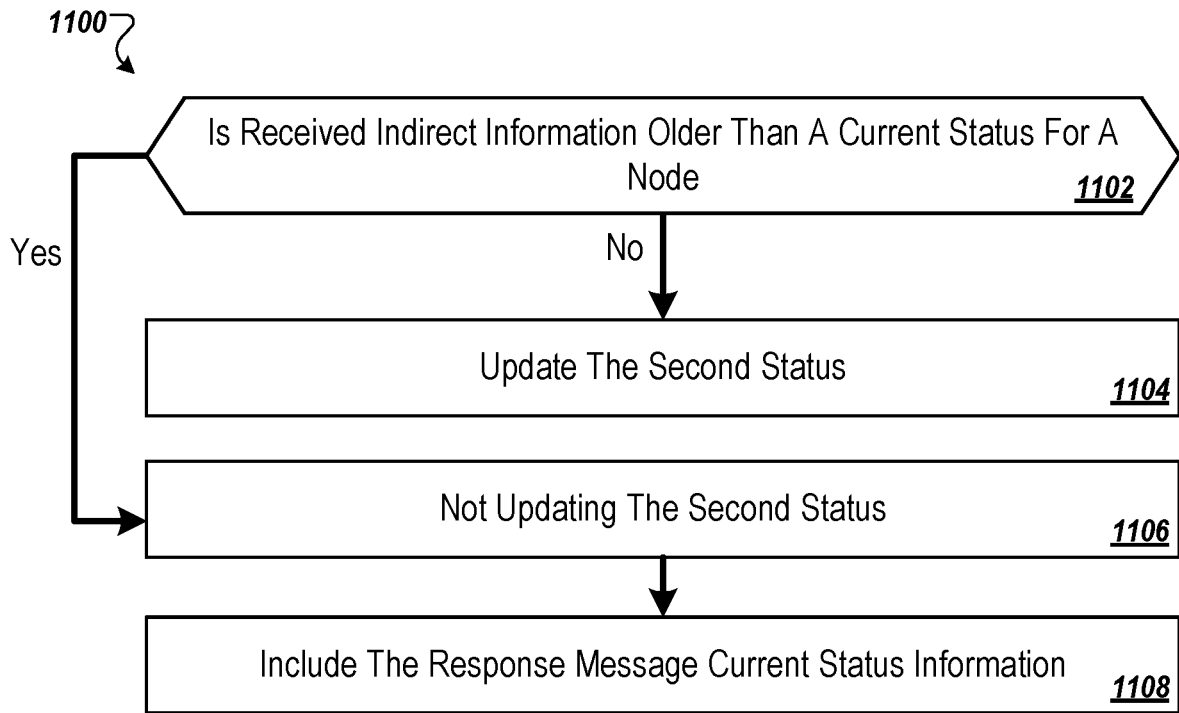 1100
Is Received Indirect Information Older Than A Current Status For A
Node
1102
Yes
No
Update The Second Status
1104
Not Updating The Second Status
1106
Include The Response Message Current Status Information
1108